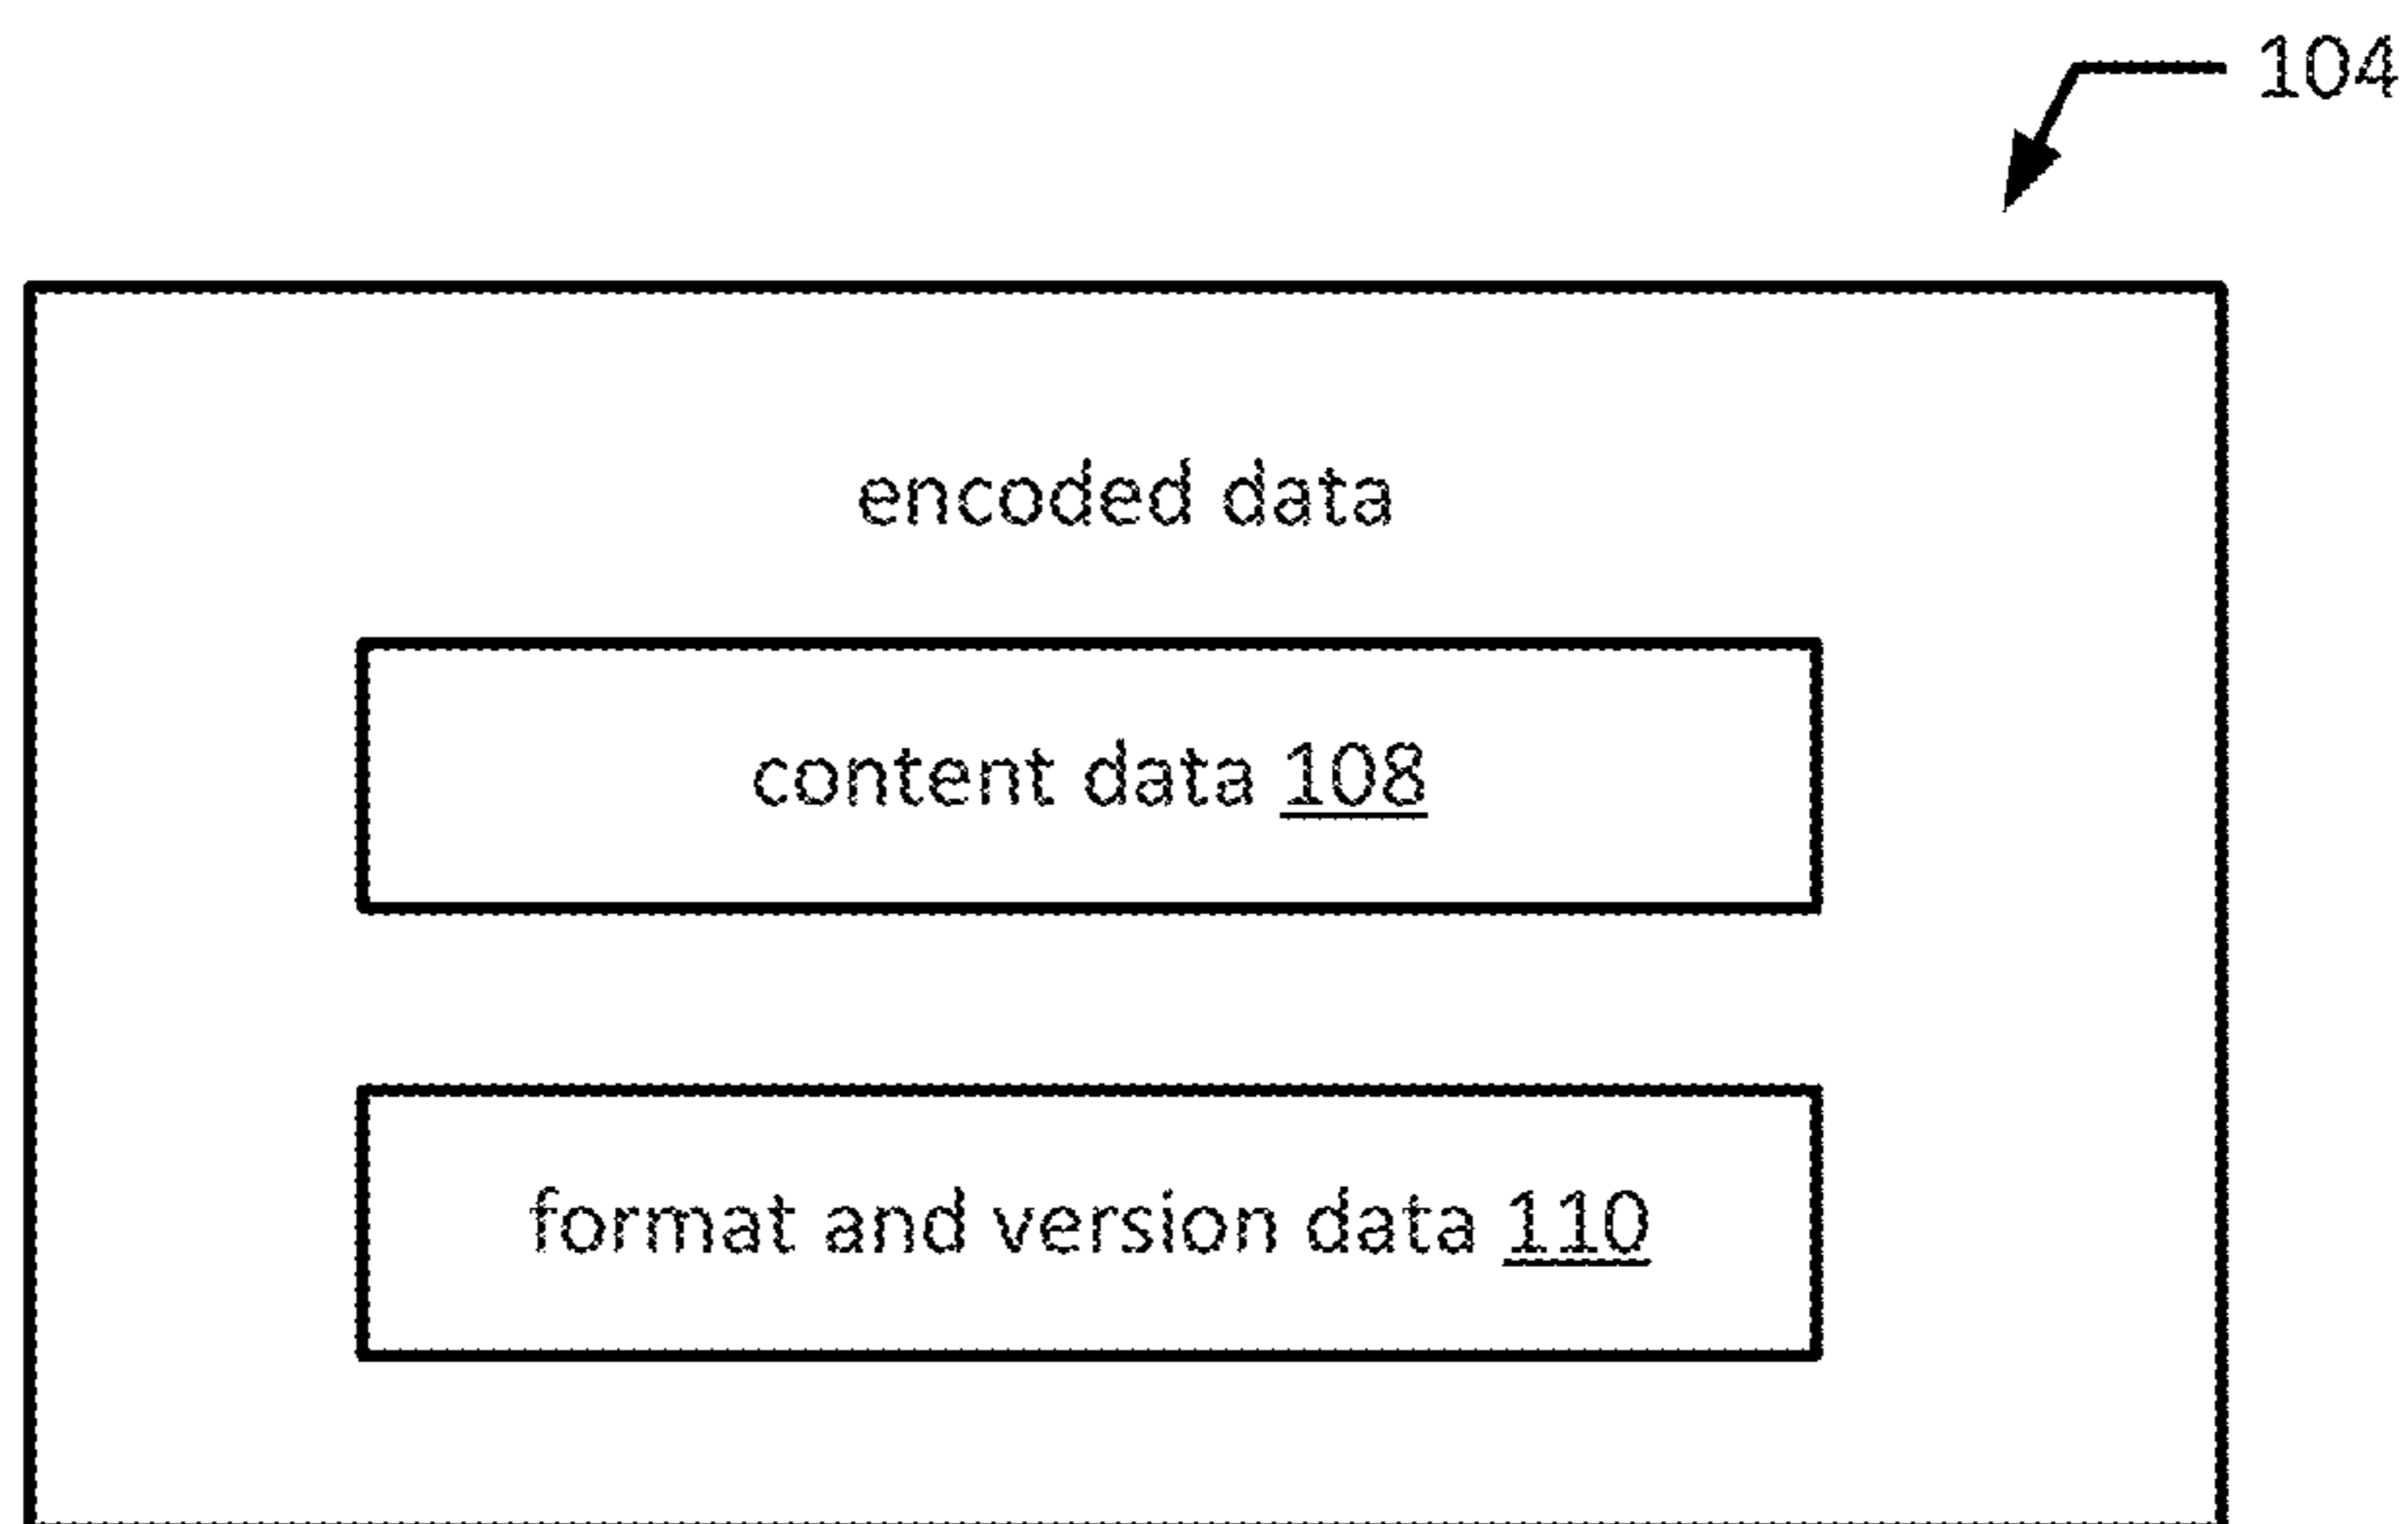 104
encoded data
content data 108
format and version data 110